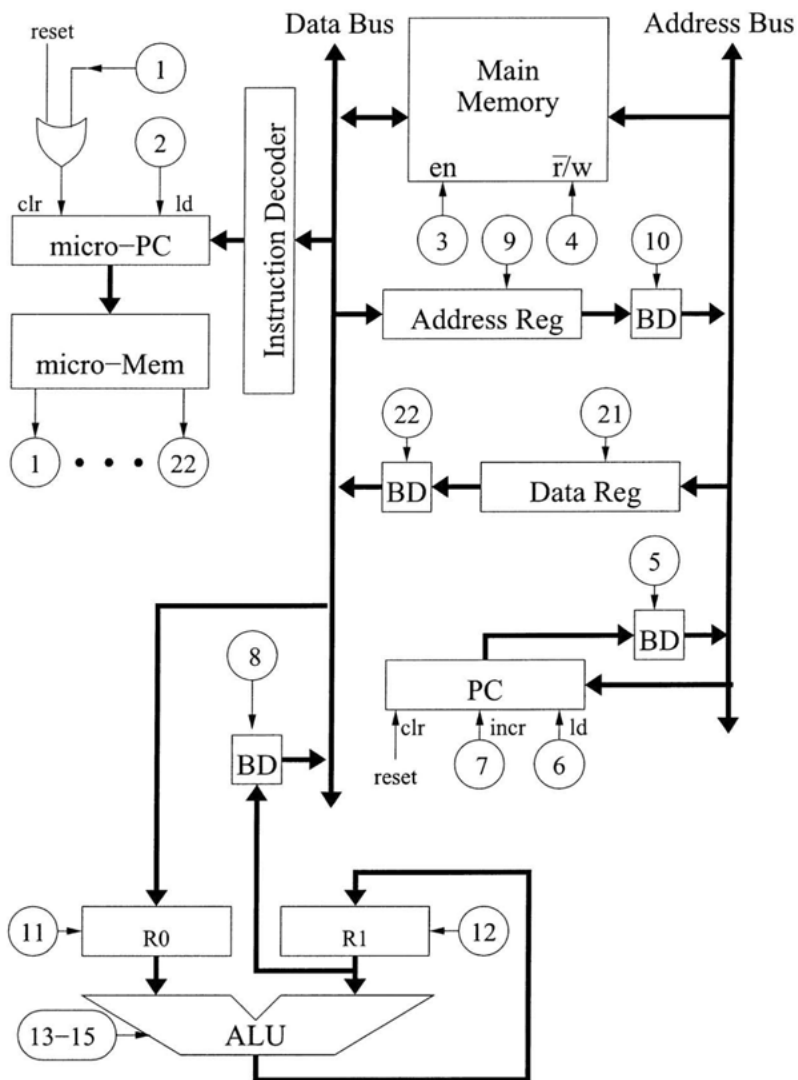 Data Bus
Address Bus
reset
1
Main
Memory
2
en
r̄/w
clr
ld
3
9
4
10
micro−PC
Instruction Decoder
Address Reg
BD
micro−Mem
22
21
1 • • • 22
BD
Data Reg
5
BD
8
PC
clr
incr
ld
BD
reset
7
6
11
R0
R1
12
13−15
ALU